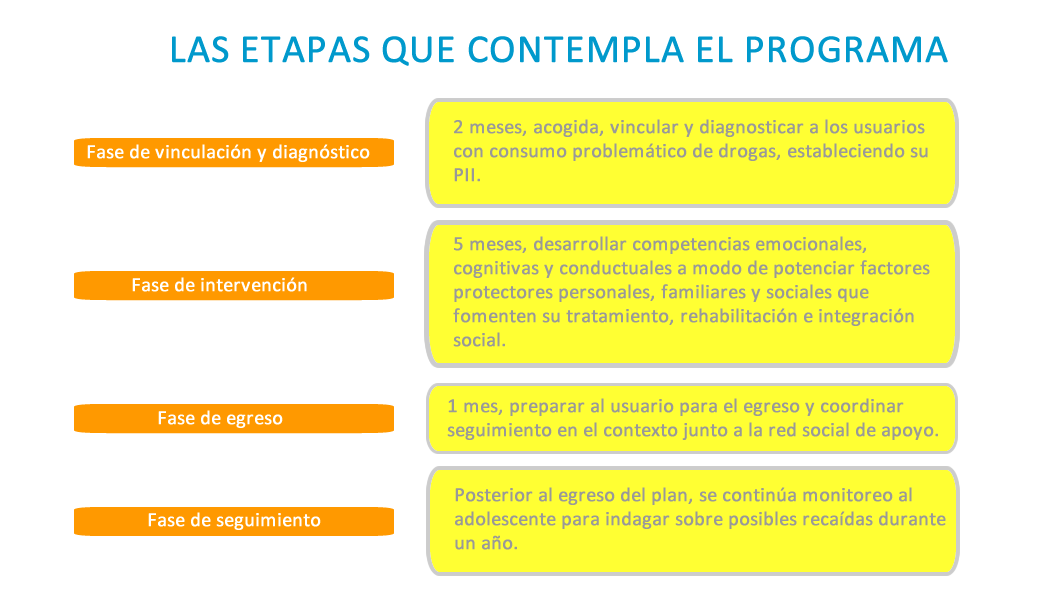 LAS ETAPAS QUE CONTEMPLA EL PROGRAMA
Fase de vinculación y diagnóstico
2 meses, acogida, vincular y diagnosticar a los usuarios
con consumo problemático de drogas, estableciendo su
PII.
Fase de intervención
5 meses, desarrollar competencias emocionales,
cognitivas y conductuales a modo de potenciar factores
protectores personales, familiares y sociales que
fomenten su tratamiento, rehabilitación e integración
social.
Fase de egreso
1 mes, preparar al usuario para el egreso y coordinar
seguimiento en el contexto junto a la red social de apoyo.
Fase de seguimiento
Posterior al egreso del plan, se continúa monitoreo al
adolescente para indagar sobre posibles recaídas durante
un año.